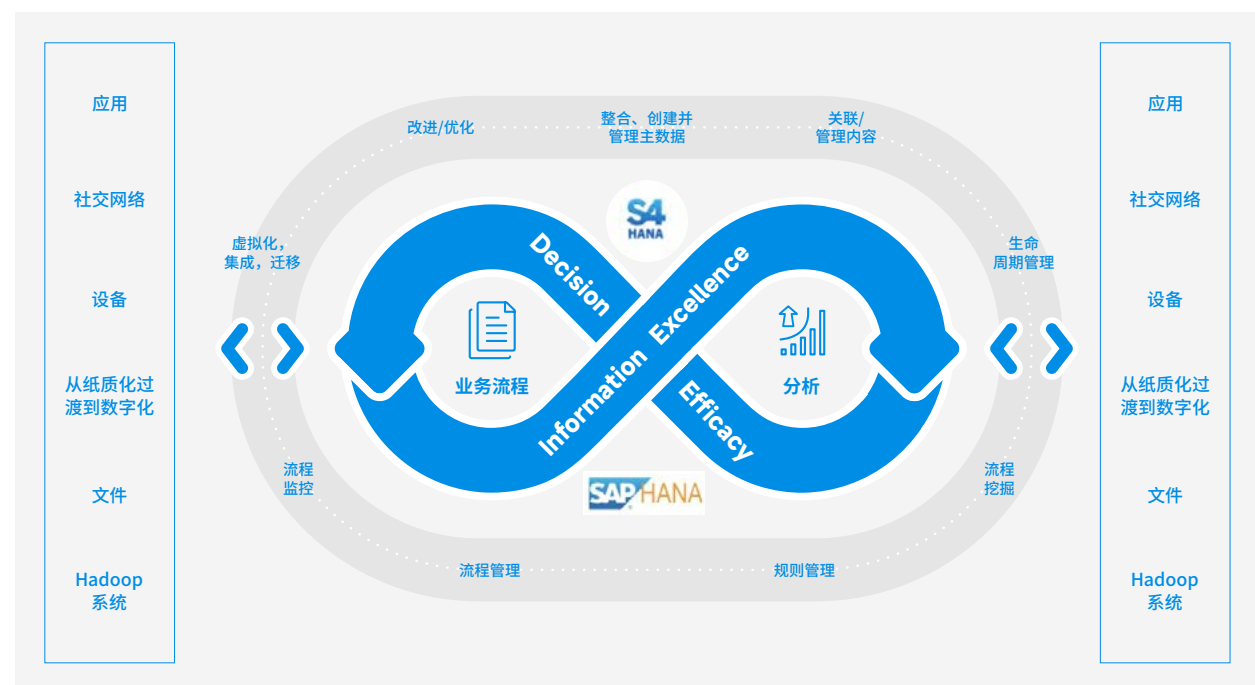 应用
社交网络
设备
从纸质化过
渡到数字化
文件
Hadoop
系统
改进/优化
整合、创建并
管理主数据
关联/
管理内容
虚拟化，
集成，迁移
生命
周期管理
流程
监控
流程
挖掘
流程管理
规则管理
S4
HANA
Decision
Information Excellence
Efficacy
业务流程
分析
SAP HANA
应用
社交网络
设备
从纸质化过
渡到数字化
文件
Hadoop
系统